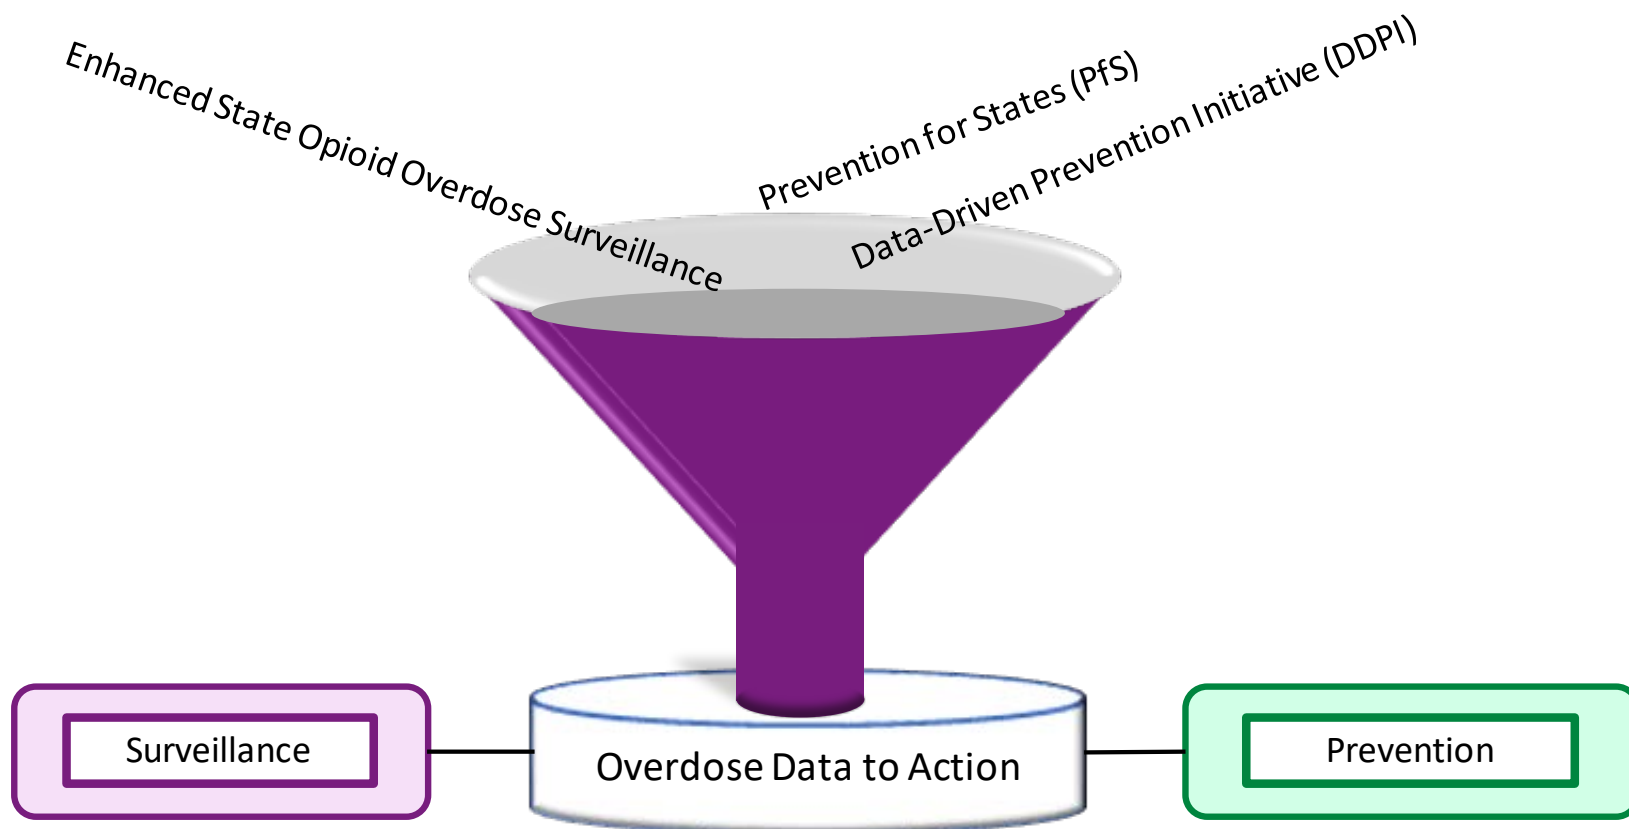 Enhanced State Opioid Overdose Surveillance
Prevention for States (PfS)
Data-Driven Prevention Initiative (DDPI)
Surveillance
Overdose Data to Action
Prevention